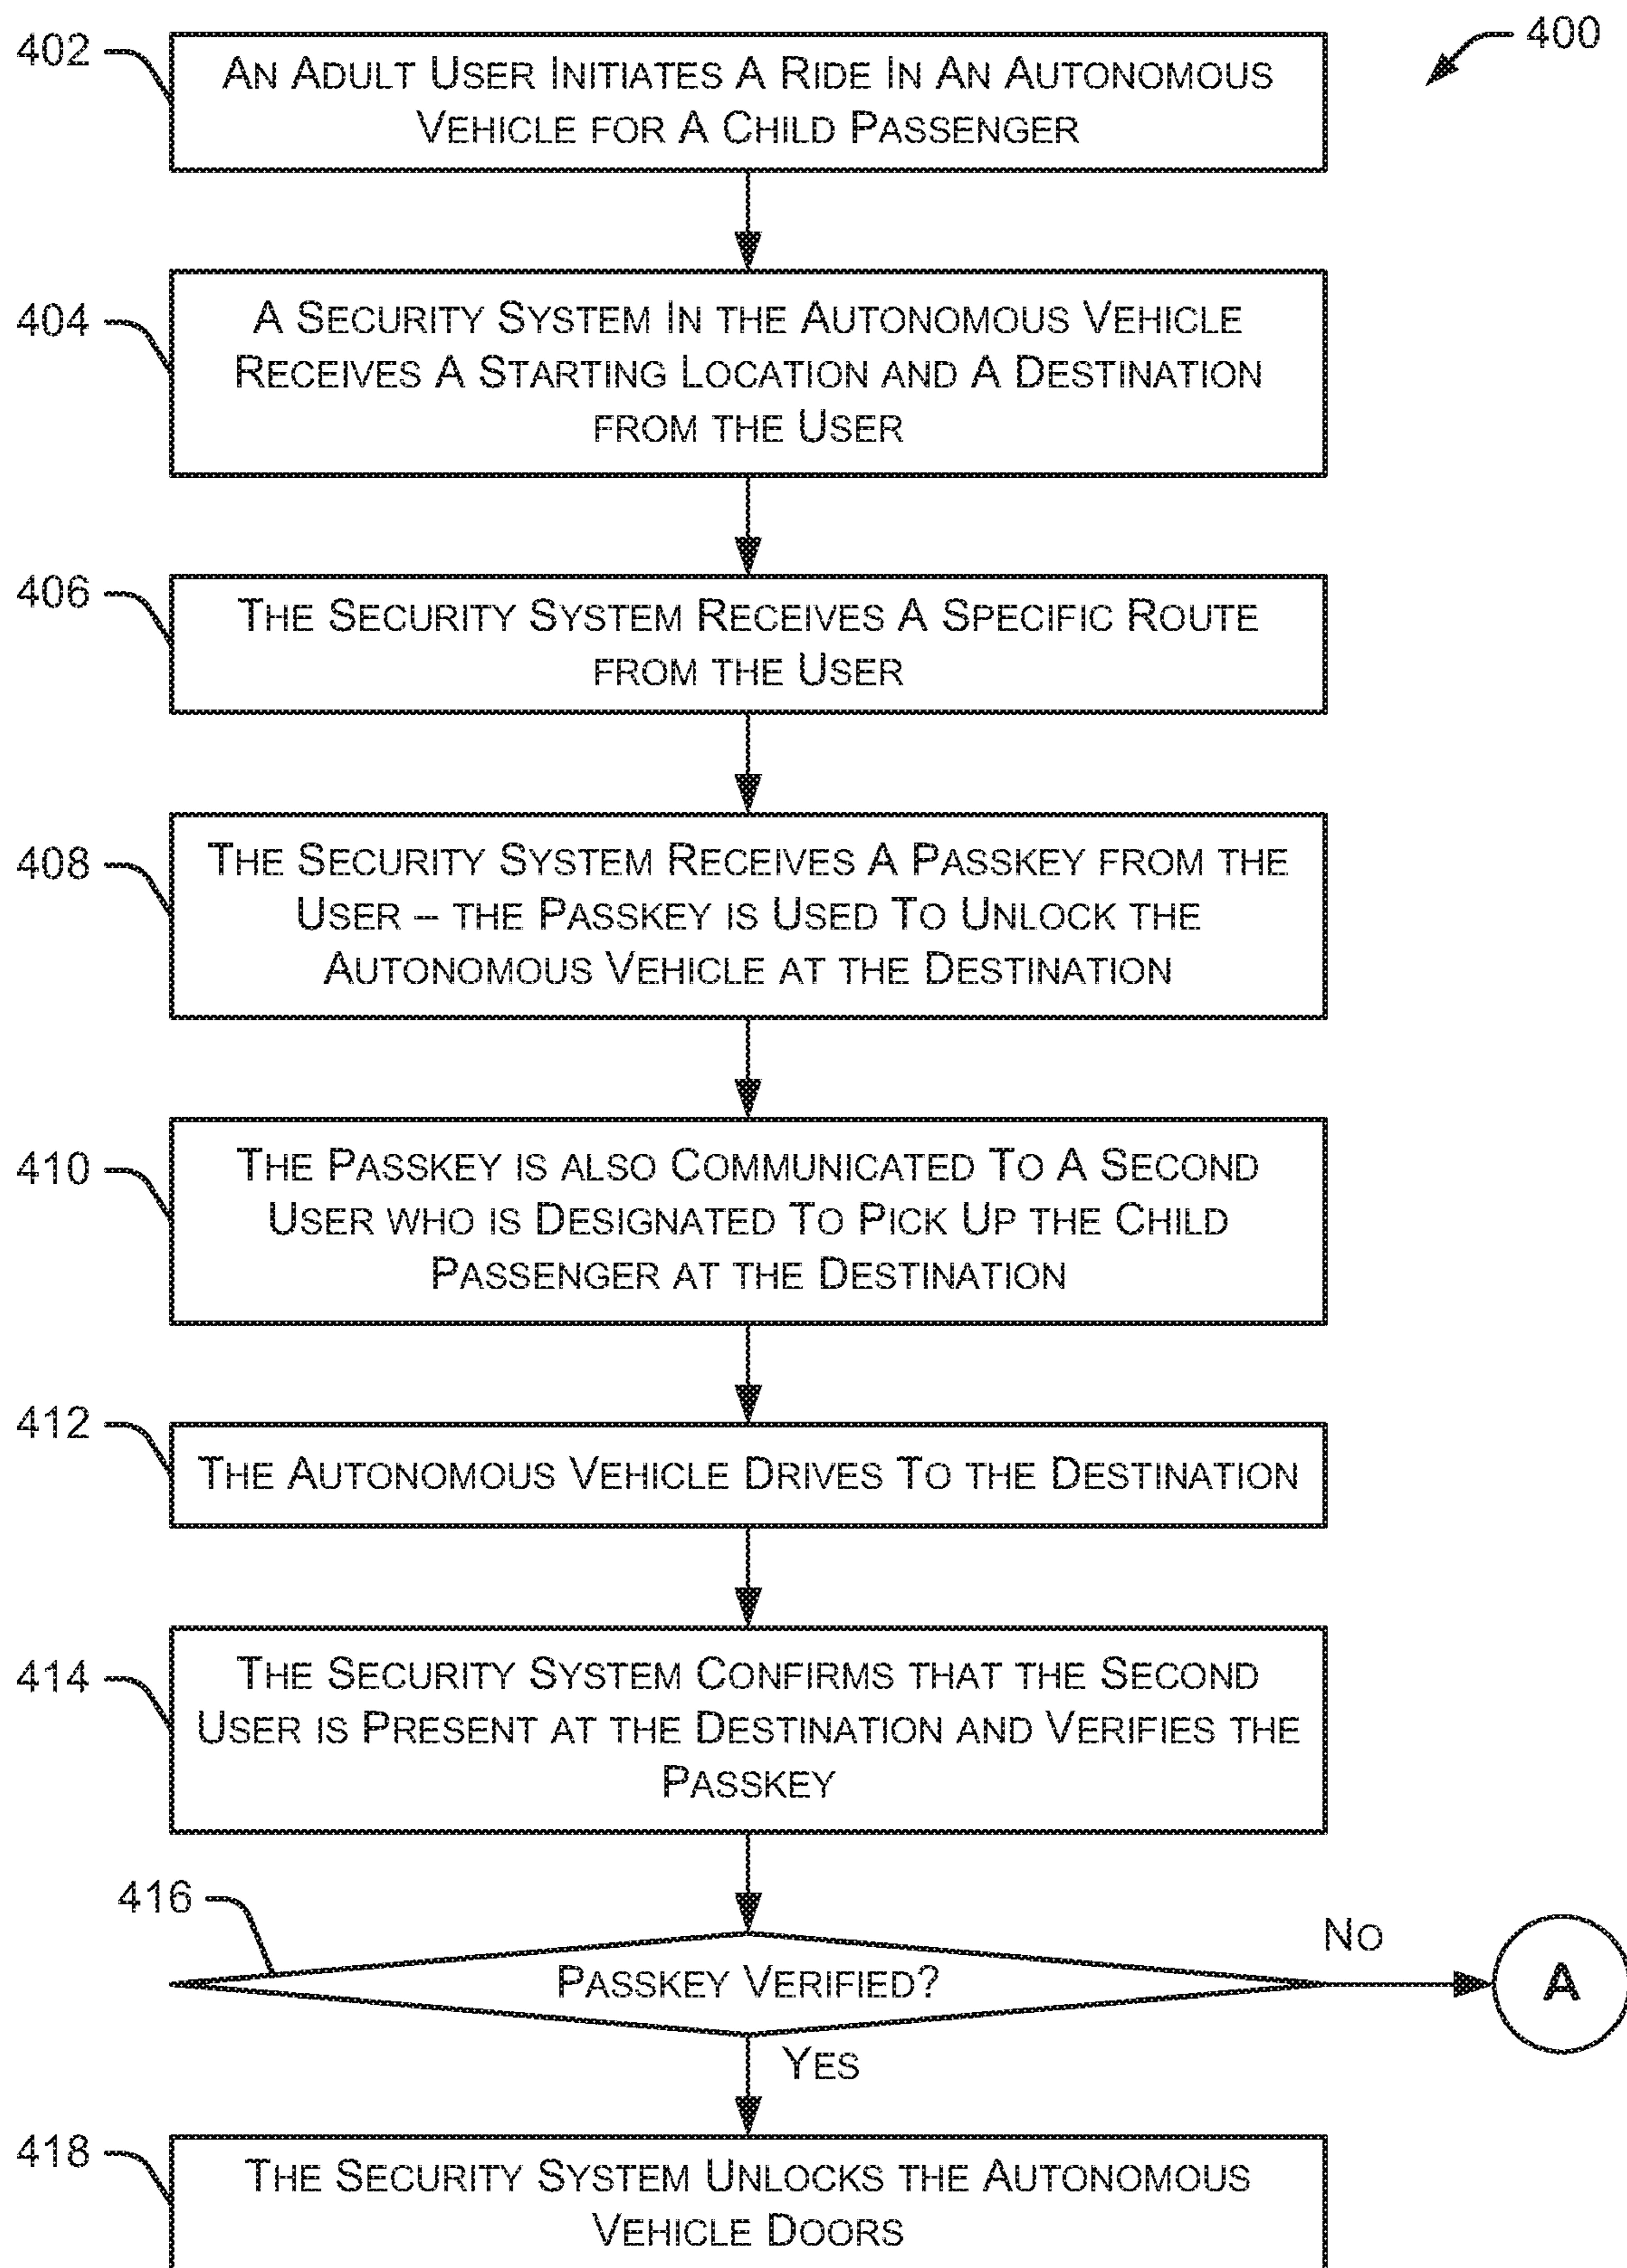 400
402
AN ADULT USER INITIATES A RIDE IN AN AUTONOMOUS
VEHICLE FOR A CHILD PASSENGER
404
A SECURITY SYSTEM IN THE AUTONOMOUS VEHICLE
RECEIVES A STARTING LOCATION AND A DESTINATION
FROM THE USER
406
THE SECURITY SYSTEM RECEIVES A SPECIFIC ROUTE
FROM THE USER
408
THE SECURITY SYSTEM RECEIVES A PASSKEY FROM THE
USER – THE PASSKEY IS USED TO UNLOCK THE
AUTONOMOUS VEHICLE AT THE DESTINATION
410
THE PASSKEY IS ALSO COMMUNICATED TO A SECOND
USER WHO IS DESIGNATED TO PICK UP THE CHILD
PASSENGER AT THE DESTINATION
412
THE AUTONOMOUS VEHICLE DRIVES TO THE DESTINATION
414
THE SECURITY SYSTEM CONFIRMS THAT THE SECOND
USER IS PRESENT AT THE DESTINATION AND VERIFIES THE
PASSKEY
416
PASSKEY VERIFIED?
NO
A
YES
418
THE SECURITY SYSTEM UNLOCKS THE AUTONOMOUS
VEHICLE DOORS